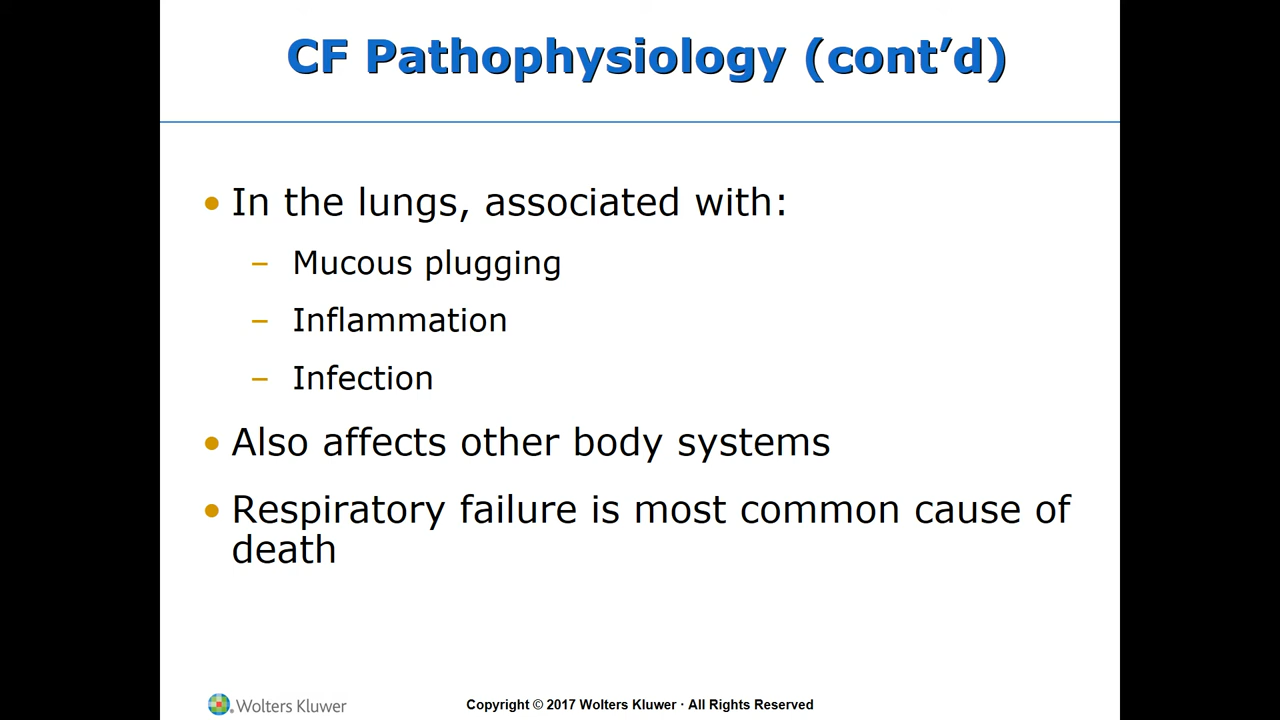 CF Pathophysiology (cont’d)
• In the lungs, associated with:
– Mucous plugging
– Inflammation
– Infection
• Also affects other body systems
• Respiratory failure is most common cause of
death
Wolters Kluwer
Copyright © 2017 Wolters Kluwer · All Rights Reserved